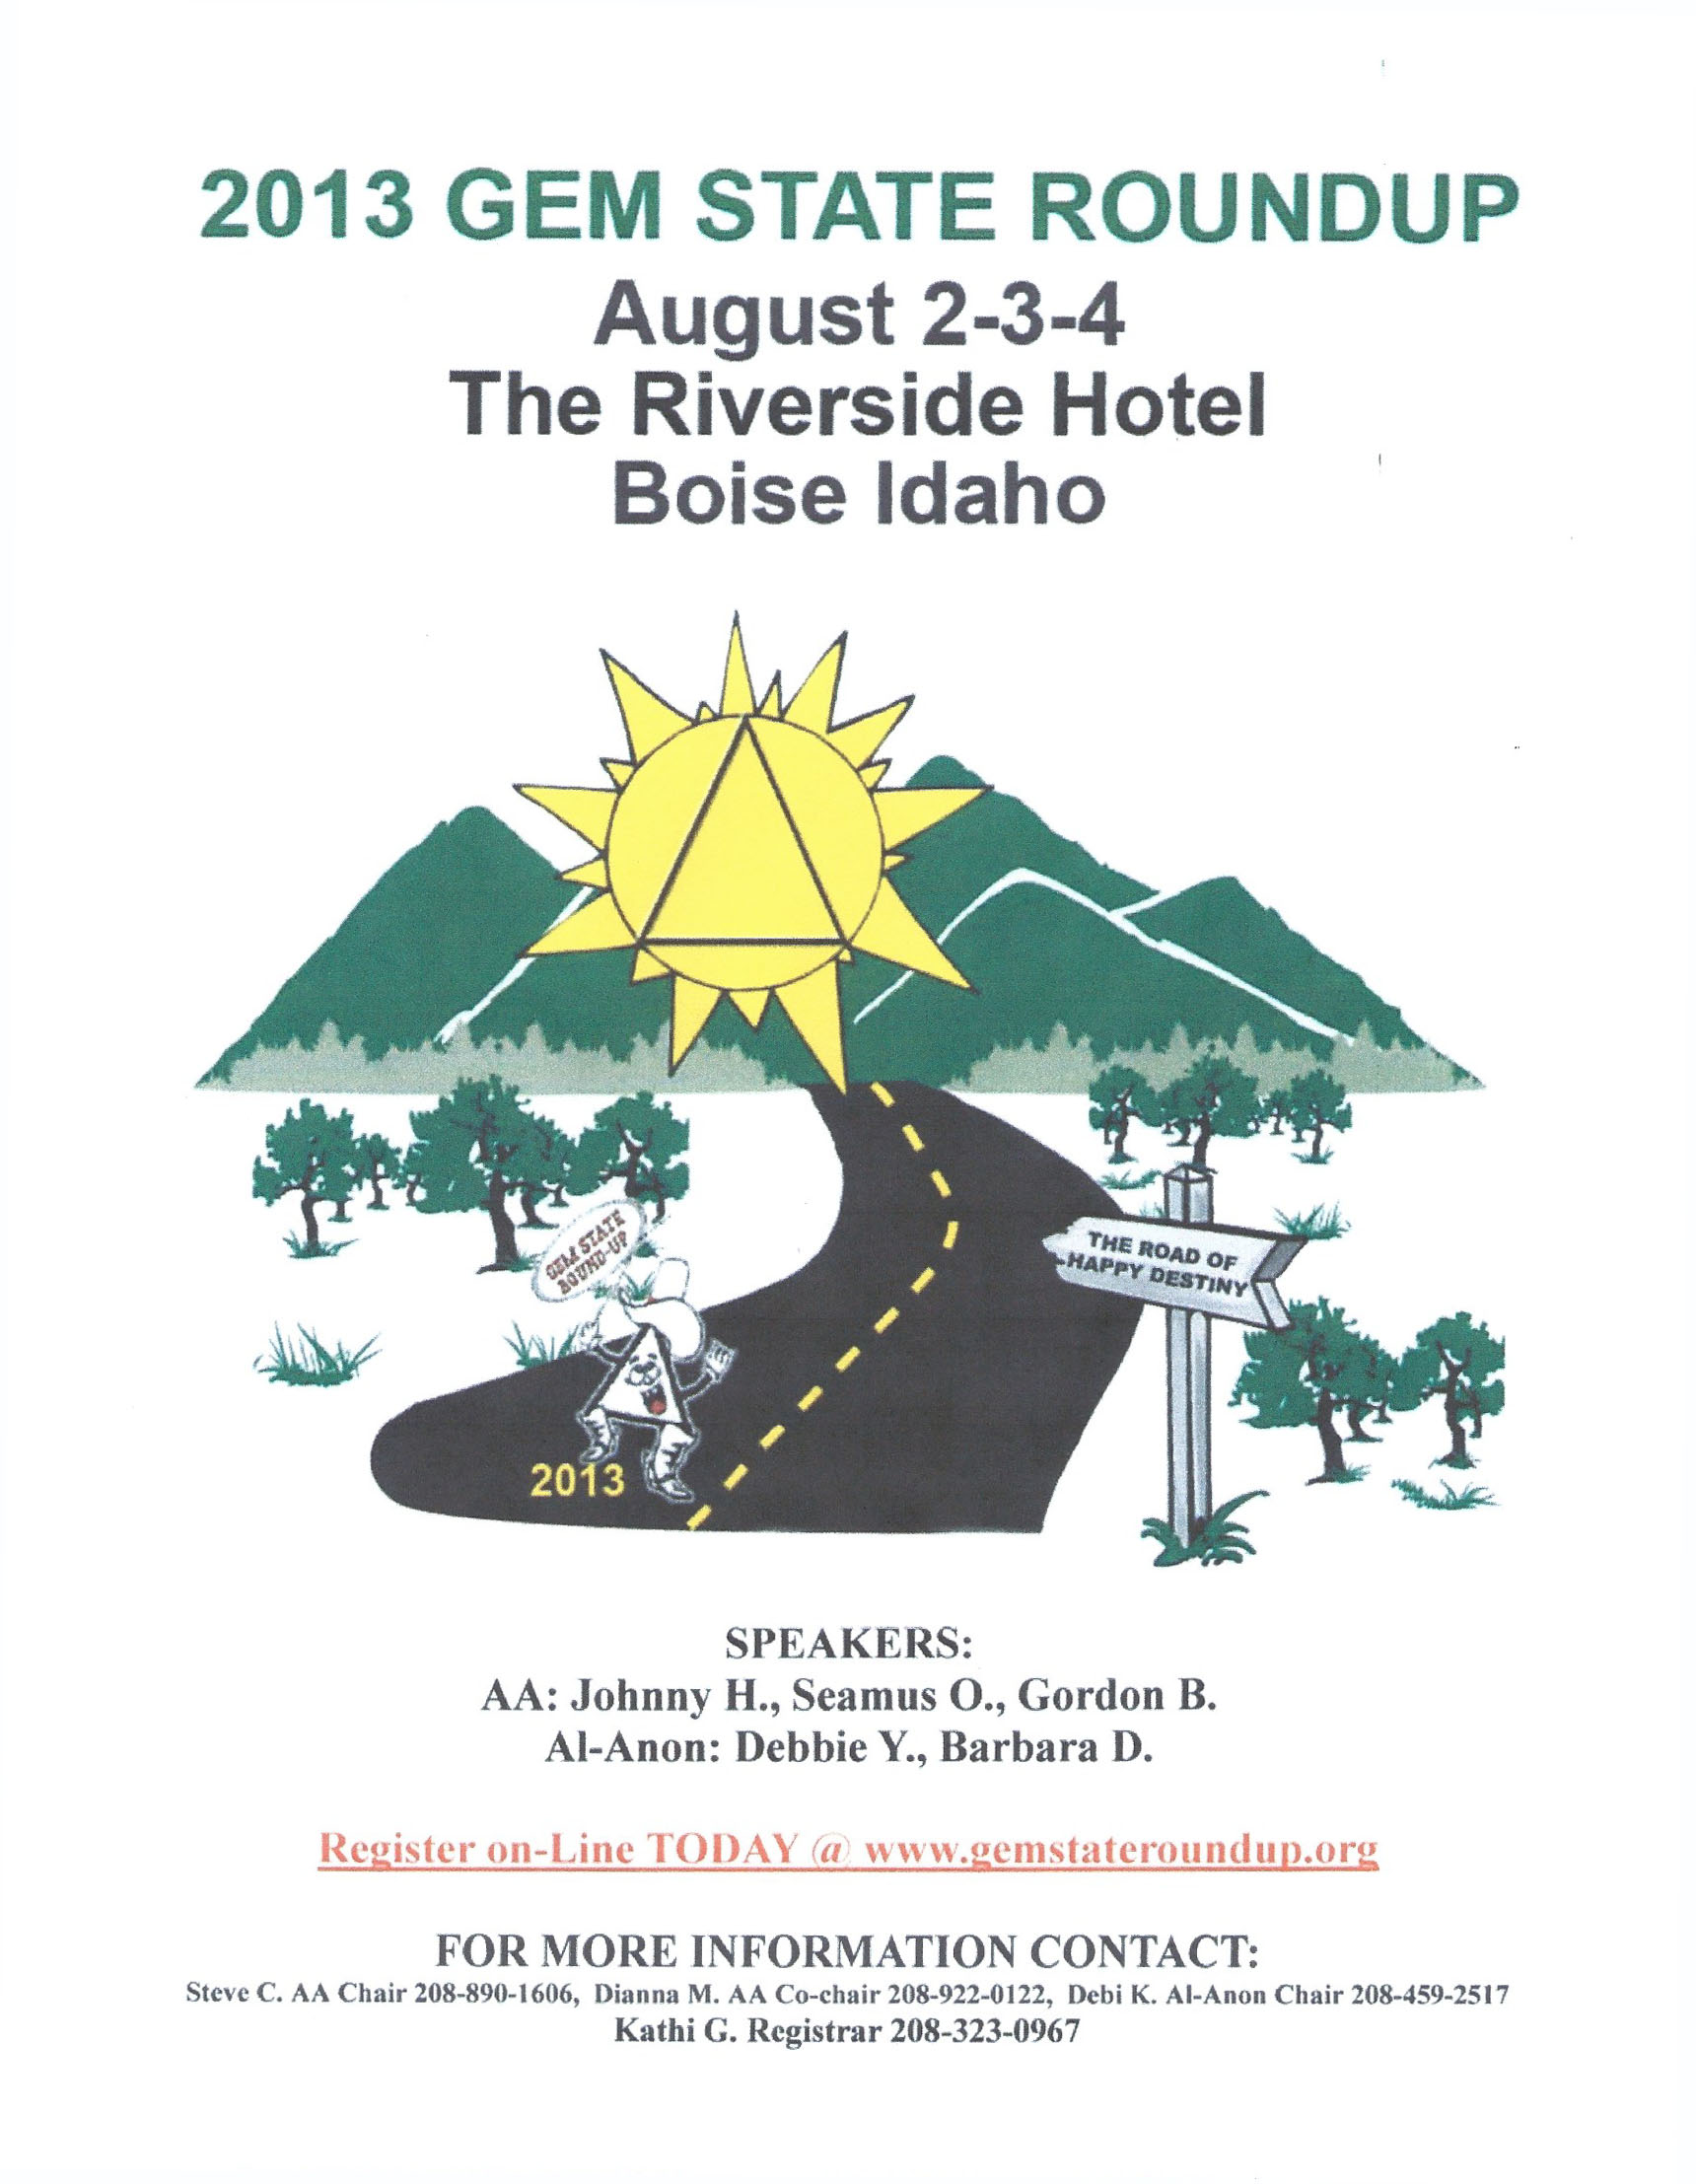 2013 GEM STATE ROUNDUP
August 2-3-4
The Riverside Hotel
Boise Idaho
GEM STATE
ROUND-UP
THE ROAD OF
HAPPY DESTINY
2013
SPEAKERS:
AA: Johnny H., Seamus O., Gordon B.
Al-Anon: Debbie Y., Barbara D.
Register on-Line TODAY @ www.gemstateroundup.org
FOR MORE INFORMATION CONTACT:
Steve C. AA Chair 208-890-1606, Dianna M. AA Co-chair 208-922-0122, Debi K. Al-Anon Chair 208-459-2517
Kathi G. Registrar 208-323-0967